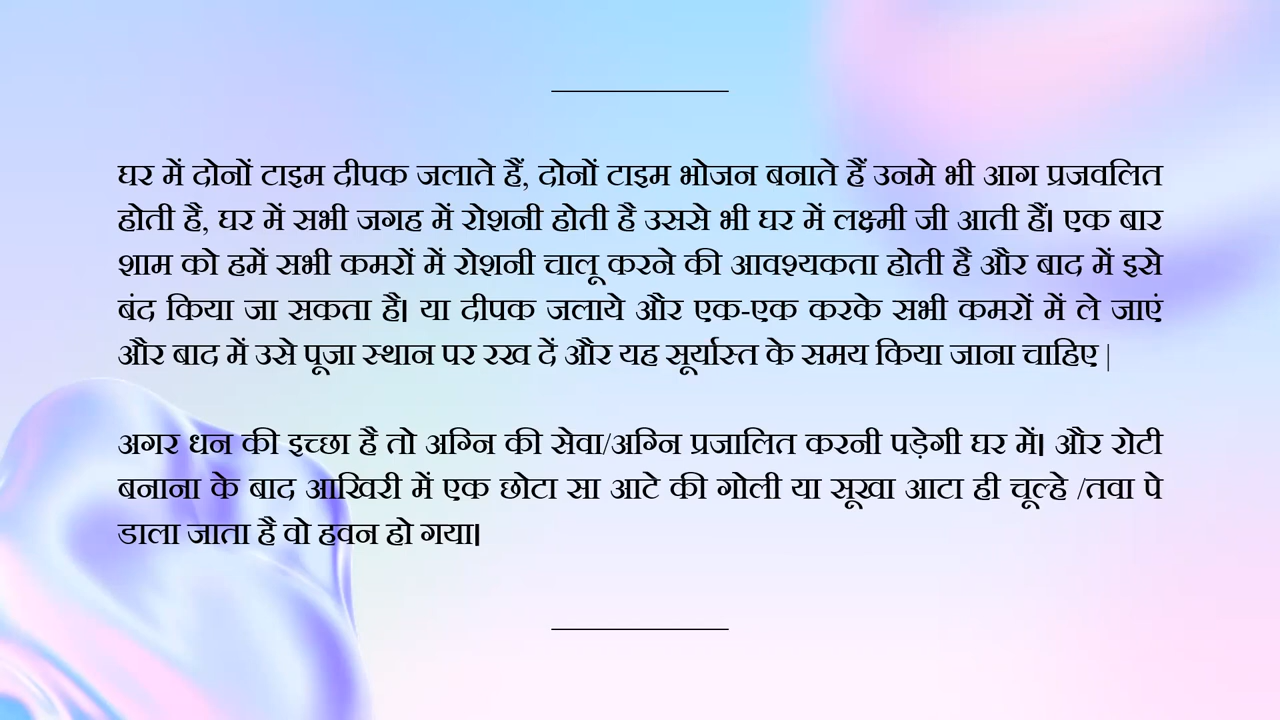 घर में दोनों टाइम दीपक जलाते हैं, दोनों टाइम भोजन बनाते हैं उनमे भी आग प्रजवलित
होती है, घर में सभी जगह में रोशनी होती है उससे भी घर में लक्ष्मी जी आती हैं। एक बार
शाम को हमें सभी कमरों में रोशनी चालू करने की आवश्यकता होती है और बाद में इसे
बंद किया जा सकता है। या दीपक जलाये और एक-एक करके सभी कमरों में ले जाएं
और बाद में उसे पूजा स्थान पर रख दें और यह सूर्यास्त के समय किया जाना चाहिए |
अगर धन की इच्छा है तो अग्नि की सेवा/अग्नि प्रजालित करनी पड़ेगी घर में। और रोटी
बनाना के बाद आखिरी में एक छोटा सा आटे की गोली या सूखा आटा ही चूल्हे /तवा पे
डाला जाता है वो हवन हो गया।